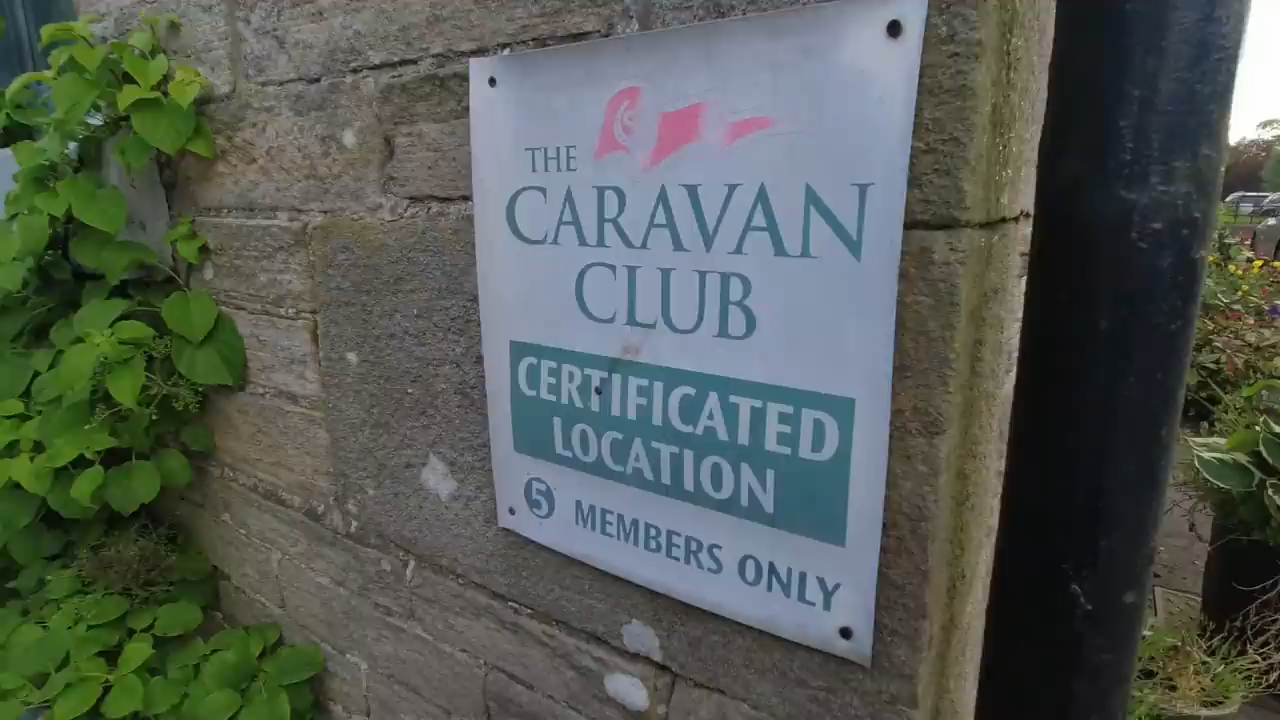 THE
CARAVAN
CLUB
CERTIFICATED
LOCATION
5 MEMBERS ONLY